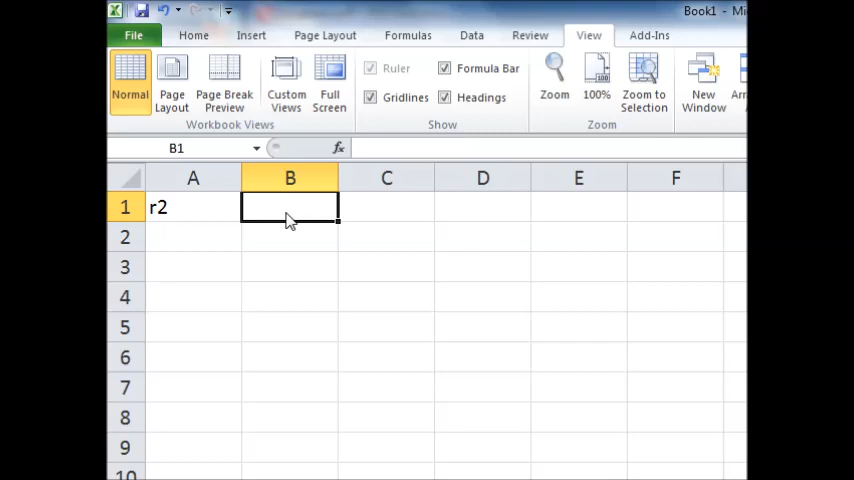 Book1 - Mi
File Home Insert Page Layout Formulas Data Review View Add-Ins
Normal
Page Layout
Page Break Preview
Custom Views
Full Screen
Ruler
Formula Bar
Gridlines
Headings
Zoom
100%
Zoom to Selection
New Window
Arr
Workbook Views
Show
Zoom
B1
fx
A B C D E F
1 r2
2
3
4
5
6
7
8
9
10